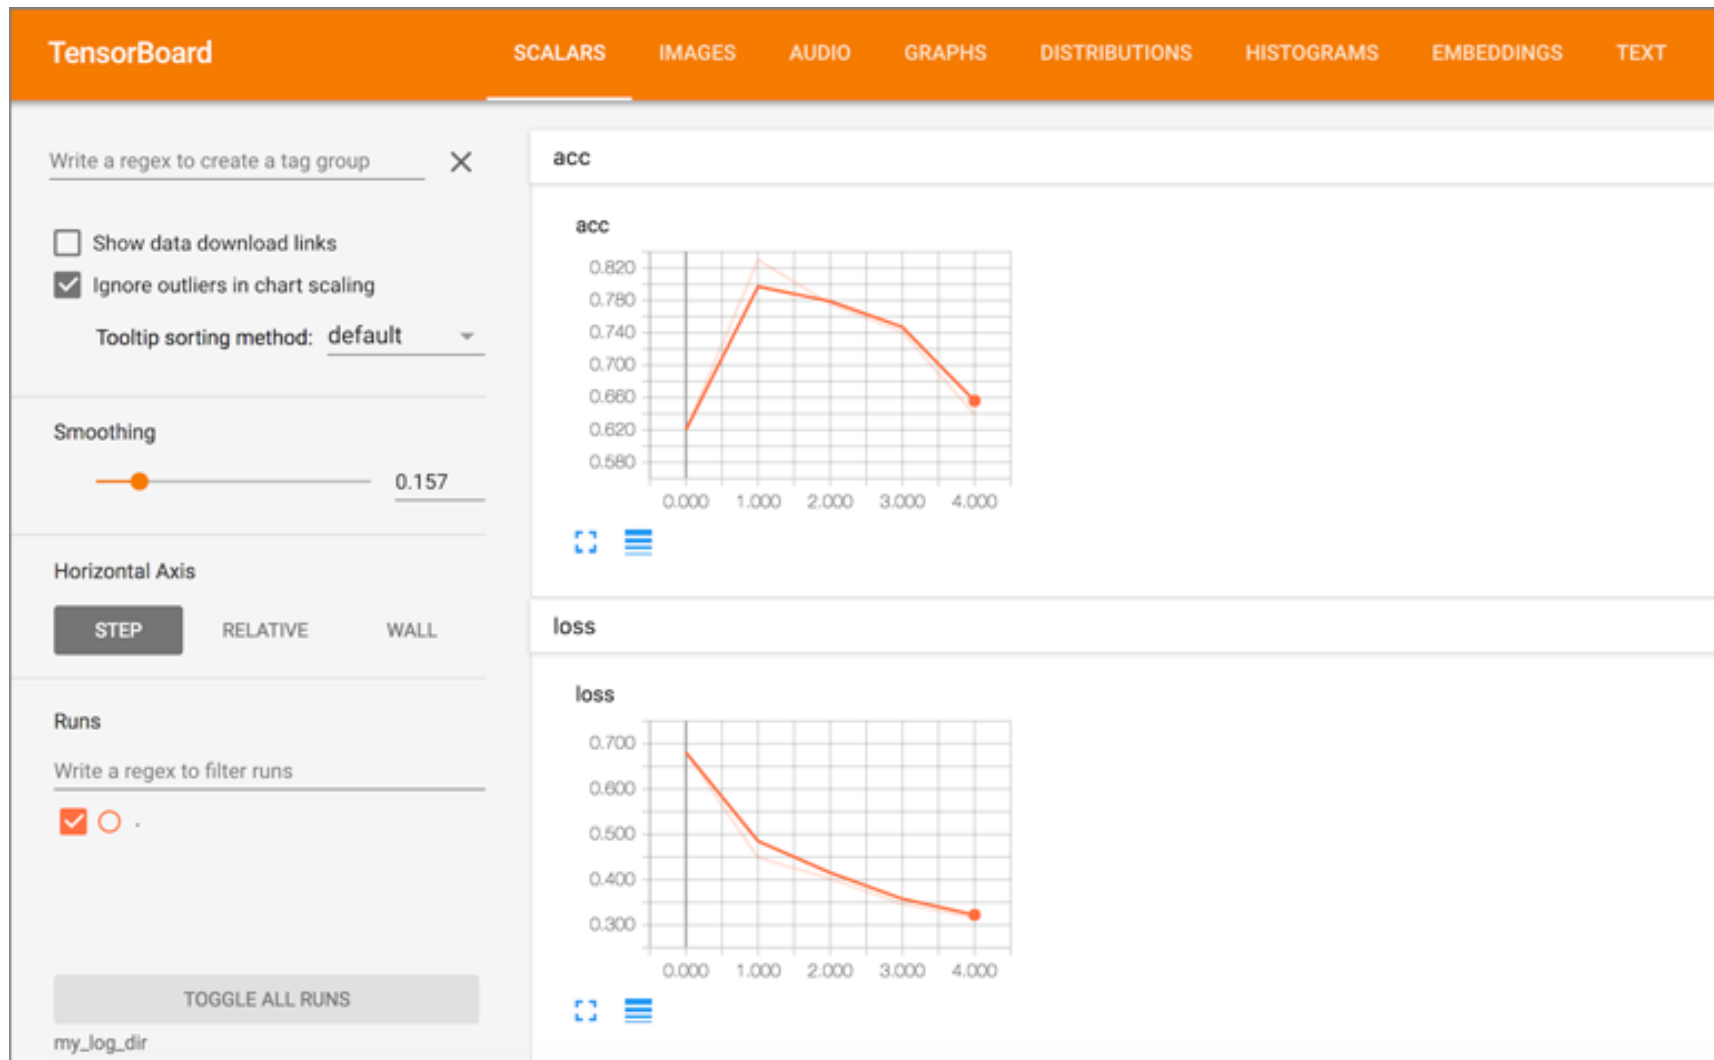 TensorBoard
SCALARS IMAGES AUDIO GRAPHS DISTRIBUTIONS HISTOGRAMS EMBEDDINGS TEXT
Write a regex to create a tag group
Show data download links
Ignore outliers in chart scaling
Tooltip sorting method: default
Smoothing
0.157
Horizontal Axis
STEP RELATIVE WALL
Runs
Write a regex to filter runs
.
TOGGLE ALL RUNS
my_log_dir
acc
acc
0.820
0.780
0.740
0.700
0.660
0.620
0.580
0.000 1.000 2.000 3.000 4.000
loss
loss
0.700
0.600
0.500
0.400
0.300
0.000 1.000 2.000 3.000 4.000